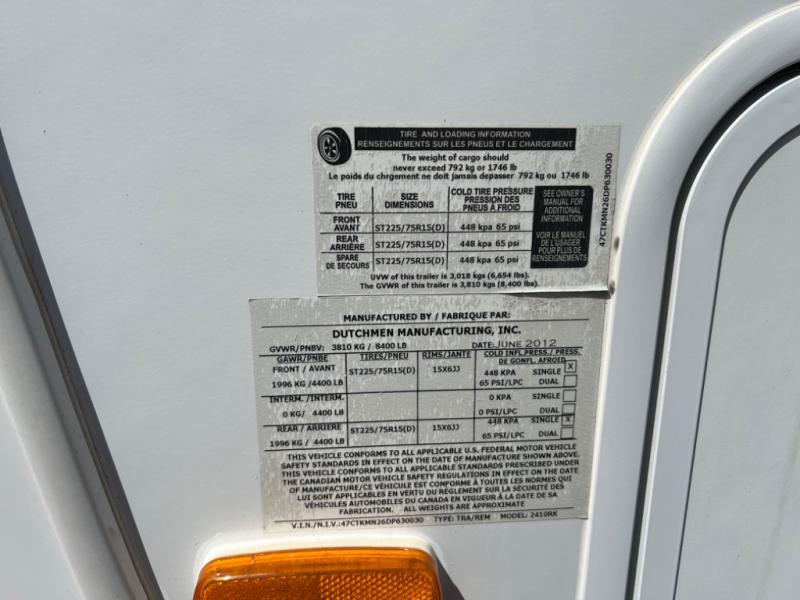 TIRE AND LOADING INFORMATION
RENSEIGNEMENTS SUR LES PNEUS ET LE CHARGEMENT
The weight of cargo should
never exceed 792 kg or 1746 lb
Le poids du chrgement ne doit jamais depasser 792 kg ou 1746 lb
TIRE PNEU SIZE DIMENSIONS COLD TIRE PRESSURE PRESSION DES PNEUS À FROID
FRONT AVANT ST225/75R15(D) 448 kpa 65 psi
REAR ARRIÈRE ST225/75R15(D) 448 kpa 65 psi
SPARE DE SECOURS ST225/75R15(D) 448 kpa 65 psi
SEE OWNER'S
MANUAL FOR
ADDITIONAL
INFORMATION
VOIR LE MANUEL
DE L'USAGER
POUR PLUS DE
RENSEIGNEMENTS
UVW of this trailer is 3,018 kgs (6,654 lbs).
The GVWR of this trailer is 3,810 kgs (8,400 lbs).
47CTKMN26DP630030
MANUFACTURED BY / FABRIQUE PAR:
DUTCHMEN MANUFACTURING, INC.
GVWR/PNBV: 3810 KG / 8400 LB DATE: JUNE 2012
GAWR/PNBE TIRES/PNEU RIMS/JANTE COLD INFL.PRESS./PRESS. DE GONFL. AFROID
FRONT / AVANT ST225/75R15(D) 15X6JJ 448 KPA SINGLE X
1996 KG /4400 LB 65 PSI/LPC DUAL
INTERM. /INTERM. 0 KPA SINGLE
0 KG/ 4400 LB 0 PSI/LPC DUAL
REAR / ARRIERE ST225/75R15(D) 15X6JJ 448 KPA SINGLE X
1996 KG / 4400 LB 65 PSI/LPC DUAL
THIS VEHICLE CONFORMS TO ALL APPLICABLE U.S. FEDERAL MOTOR VEHICLE
SAFETY STANDARDS IN EFFECT ON THE DATE OF MANUFACTURE SHOWN ABOVE.
THIS VEHICLE CONFORMS TO ALL APPLICABLE STANDARDS PRESCRIBED UNDER
THE CANADIAN MOTOR VEHICLE SAFETY REGULATIONS IN EFFECT ON THE DATE
OF MANUFACTURE/CE VÉHICULE EST CONFORME À TOUTES LES NORMES QUI
LUI SONT APPLICABLES EN VERTU DU RÈGLEMENT SUR LA SÉCURITÉ DES
VÉHICULES AUTOMOBILES DU CANADA EN VIGUEUR À LA DATE DE SA
FABRICATION. ALL WEIGHTS ARE APPROXIMATE
V.I.N./N.I.V.:47CTKMN26DP630030 TYPE: TRA/REM MODEL: 2410RK